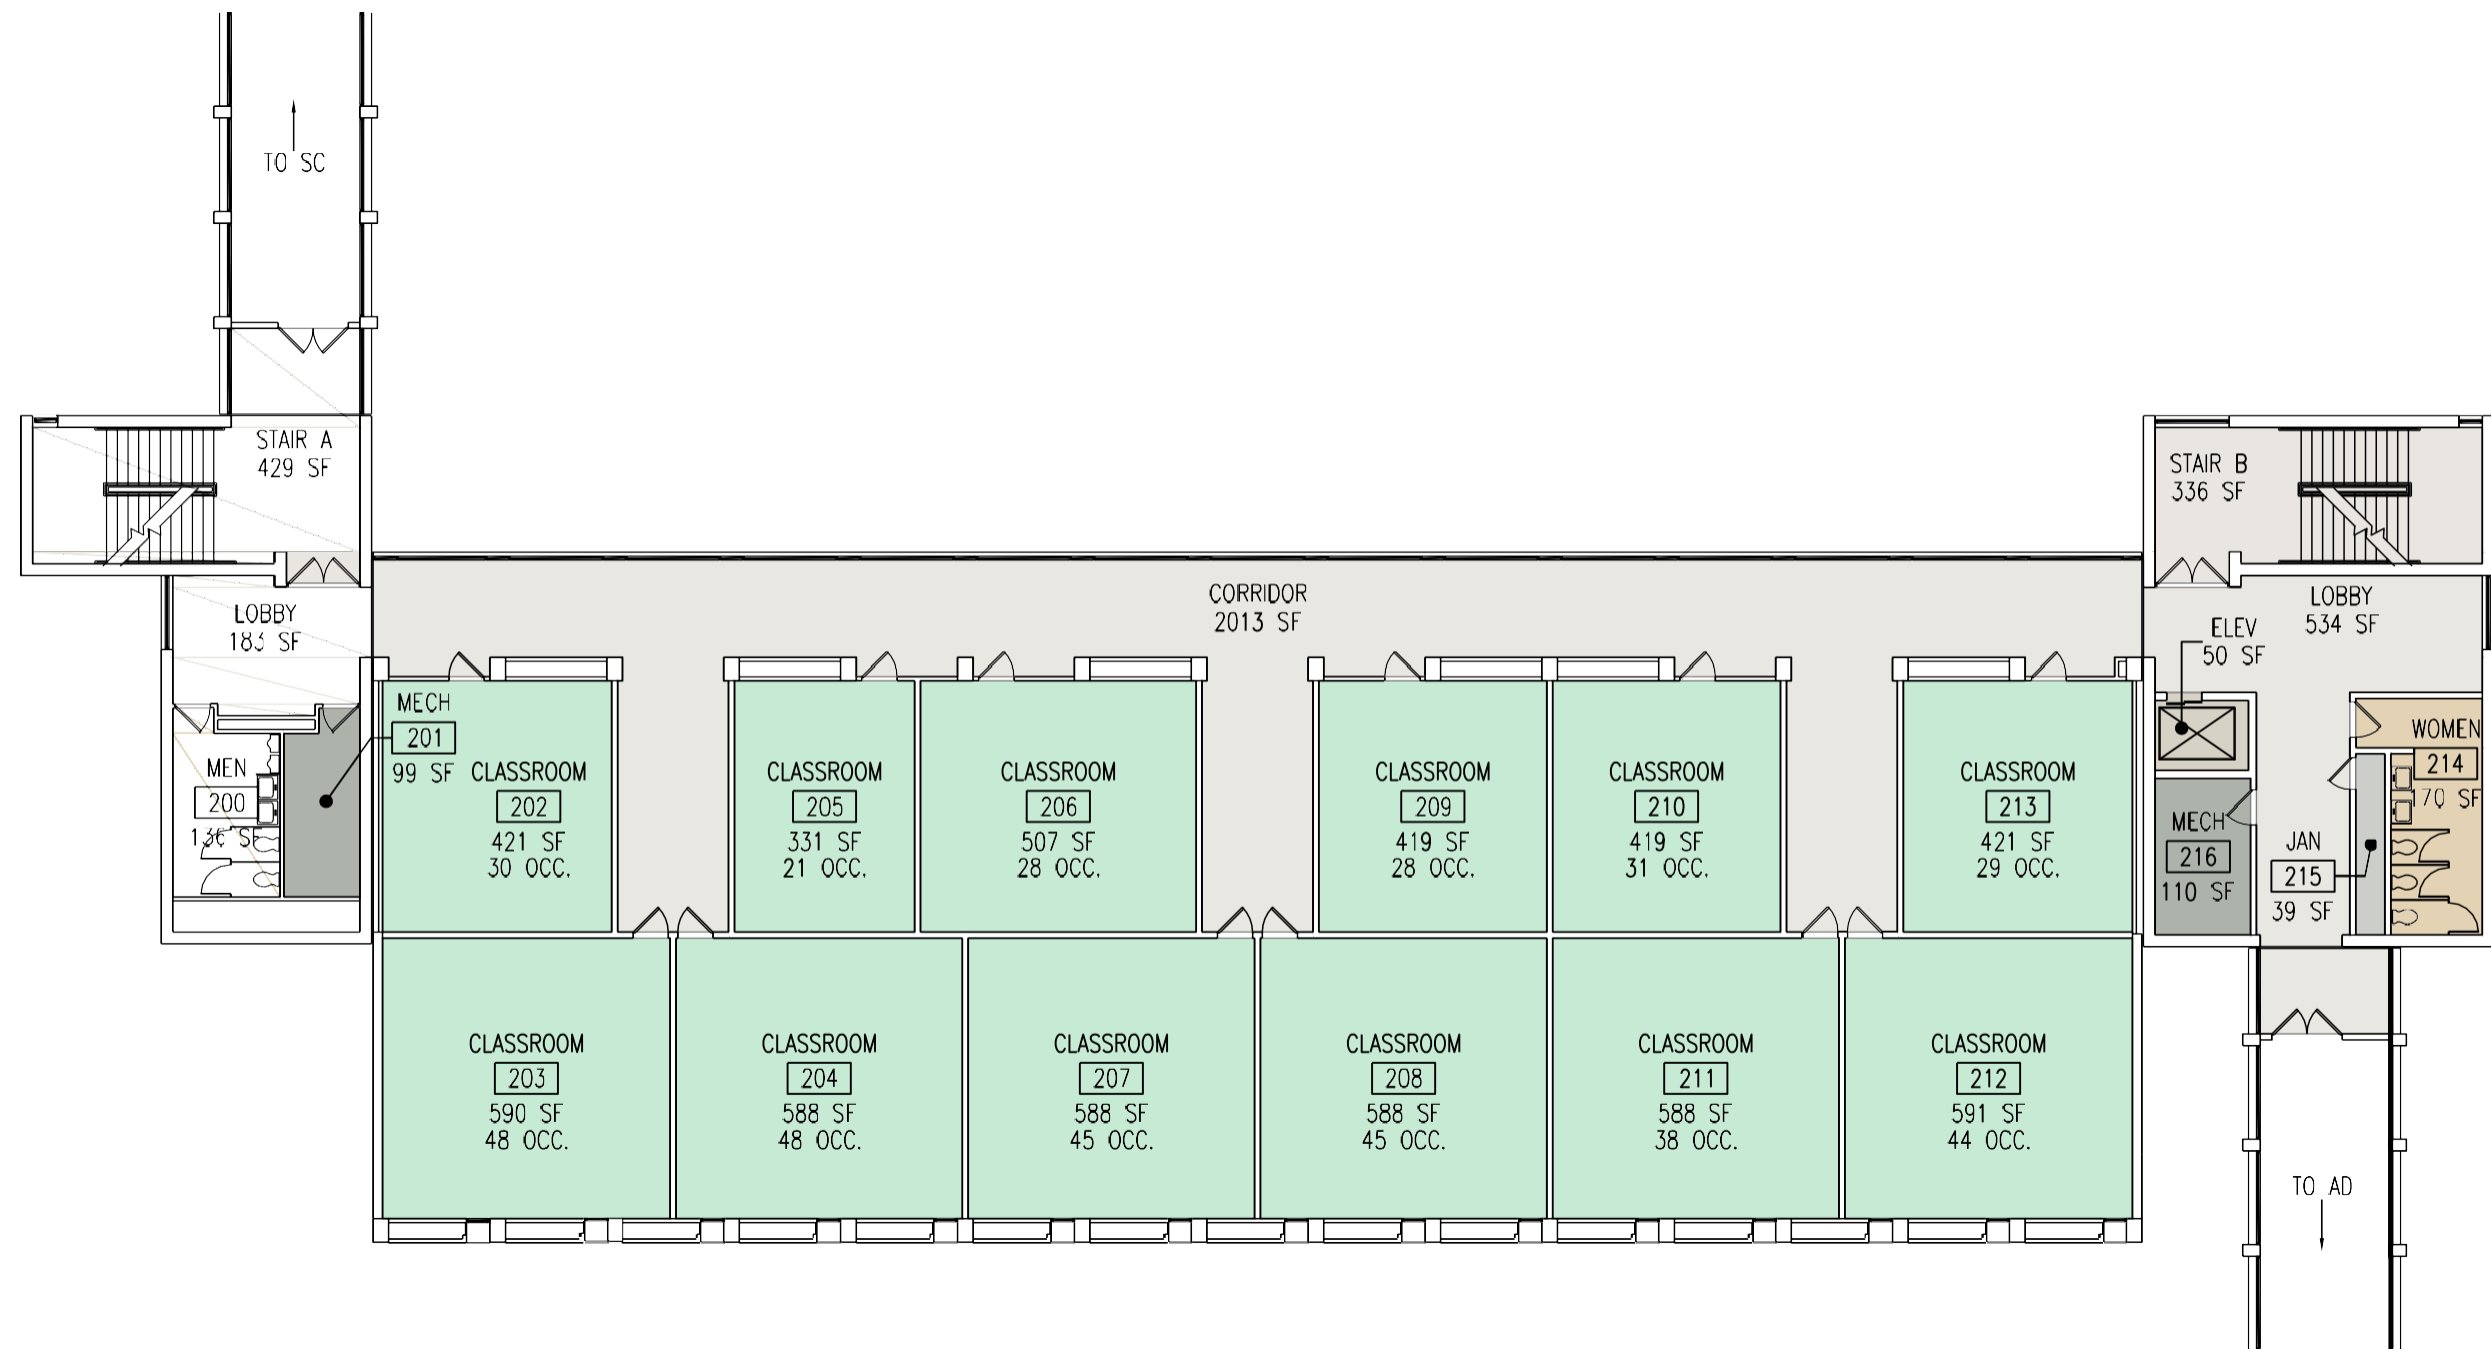 TO SC
STAIR A
429 SF
STAIR B
336 SF
CORRIDOR
2013 SF
LOBBY
183 SF
LOBBY
534 SF
ELEV
50 SF
MECH
201
99 SF
MEN
200
136 SF
CLASSROOM
202
421 SF
30 OCC.
CLASSROOM
205
331 SF
21 OCC.
CLASSROOM
206
507 SF
28 OCC.
CLASSROOM
209
419 SF
28 OCC.
CLASSROOM
210
419 SF
31 OCC.
CLASSROOM
213
421 SF
29 OCC.
WOMEN
214
170 SF
MECH
216
110 SF
JAN
215
39 SF
CLASSROOM
203
590 SF
48 OCC.
CLASSROOM
204
588 SF
48 OCC.
CLASSROOM
207
588 SF
45 OCC.
CLASSROOM
208
588 SF
45 OCC.
CLASSROOM
211
588 SF
38 OCC.
CLASSROOM
212
591 SF
44 OCC.
TO AD